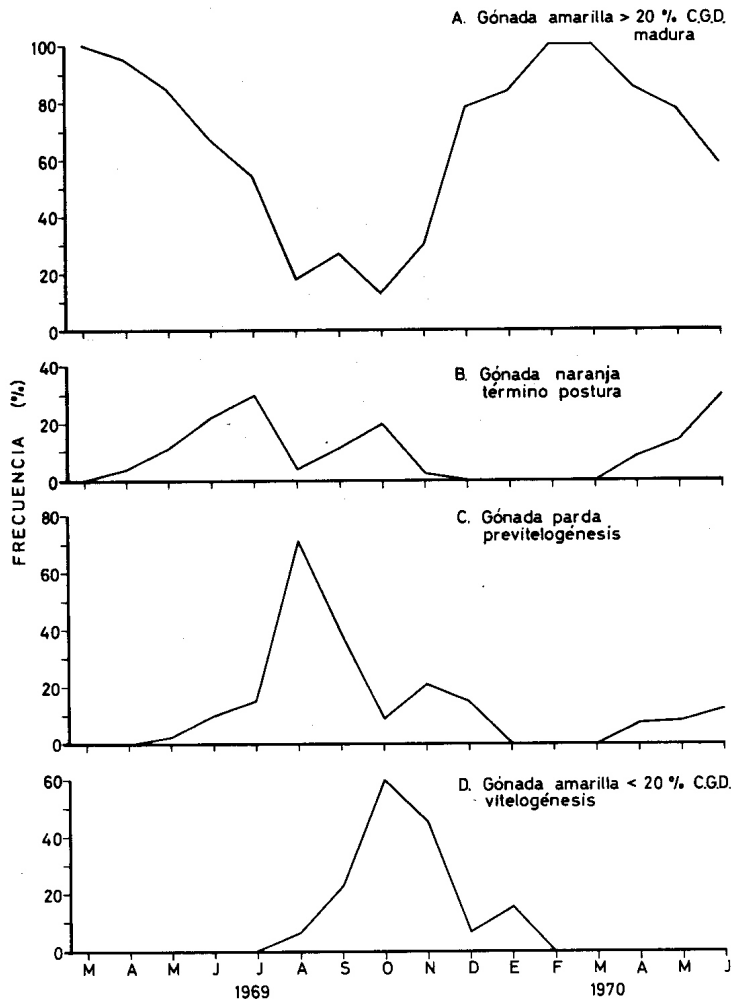 A. Gónada amarilla > 20 % C.G.D.
madura
100
80
60
40
20
0
B. Gónada naranja
término postura
40
20
0
FRECUENCIA (%)
C. Gónada parda
previtelogénesis
80
60
40
20
0
D. Gónada amarilla < 20 % C.G.D.
vitelogénesis
60
40
20
0
M A M J J A S O N D E F M A M J
1969 1970